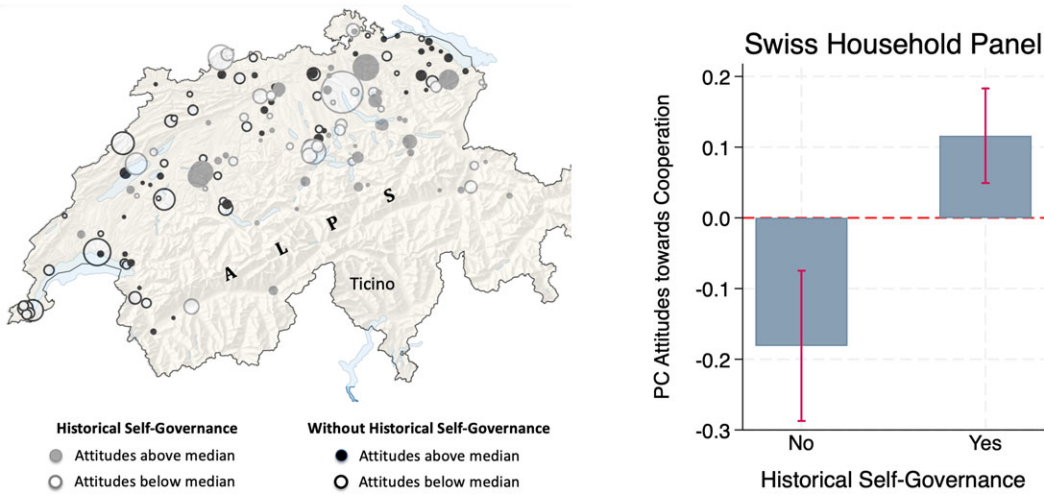 A L P S
Ticino
Historical Self-Governance
Attitudes above median
Attitudes below median
Without Historical Self-Governance
Attitudes above median
Attitudes below median
Swiss Household Panel
PC Attitudes towards Cooperation
0.2
0.1
0.0
-0.1
-0.2
-0.3
No Yes
Historical Self-Governance